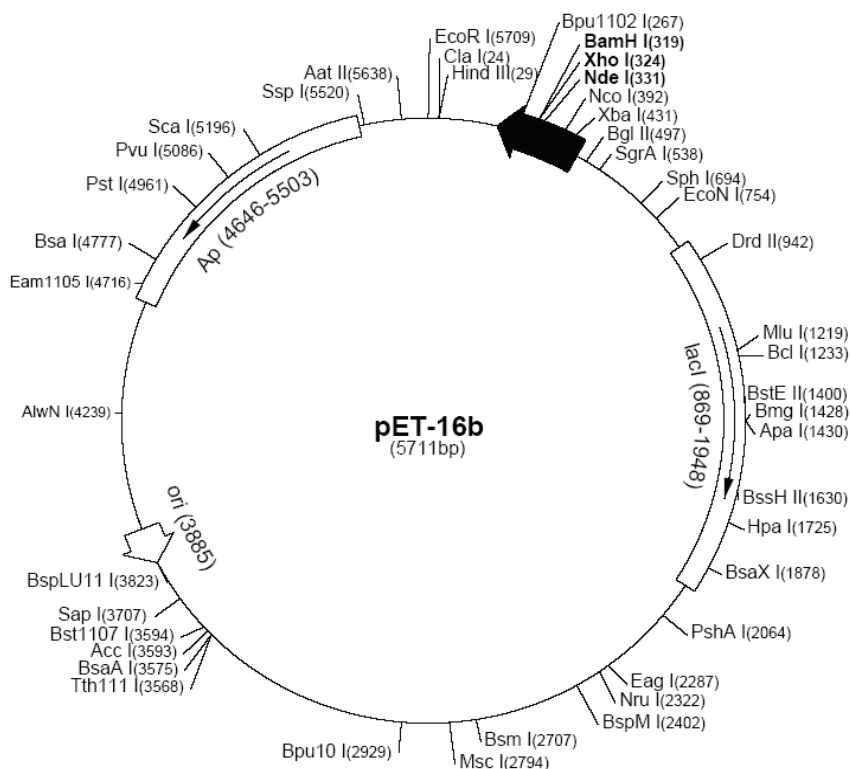 Bpu1102 I(267)
BamH I(319)
Xho I(324)
Nde I(331)
Nco I(392)
Xba I(431)
Bgl II(497)
SgrA I(538)
Sph I(694)
EcoN I(754)
Drd II(942)
Mlu I(1219)
Bcl I(1233)
BstE II(1400)
Bmg I(1428)
Apa I(1430)
BssH II(1630)
Hpa I(1725)
BsaX I(1878)
PshA I(2064)
Eag I(2287)
Nru I(2322)
BspM I(2402)
Bsm I(2707)
Msc I(2794)
Bpu10 I(2929)
Tth111 I(3568)
BsaA I(3575)
Acc I(3593)
Bst1107 I(3594)
Sap I(3707)
BspLU11 I(3823)
AlwN I(4239)
Eam1105 I(4716)
Bsa I(4777)
Pst I(4961)
Pvu I(5086)
Sca I(5196)
Ssp I(5520)
Aat II(5638)
EcoR I(5709)
Cla I(24)
Hind III(29)
Ap (4646-5503)
lacI (869-1948)
ori (3885)
pET-16b
(5711bp)